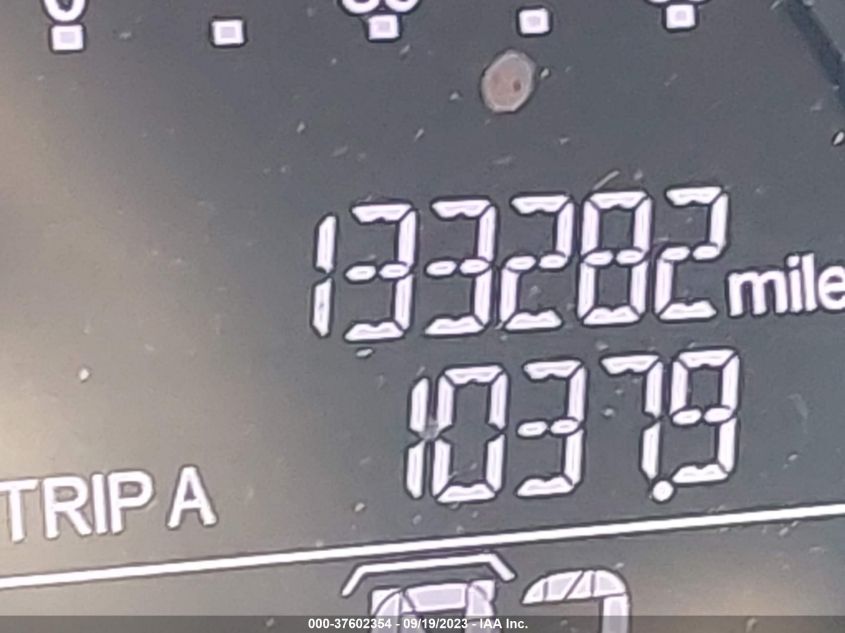 133282 mile
1037.9
TRIP A
000-37602354 - 09/19/2023 - IAA Inc.